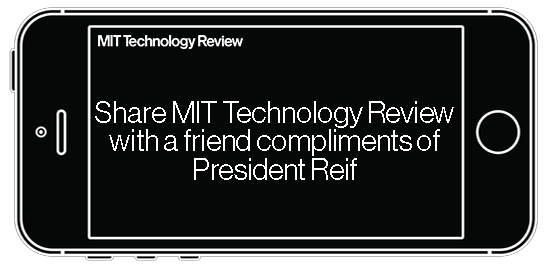 MIT Technology Review
Share MIT Technology Review
with a friend compliments of
President Reif